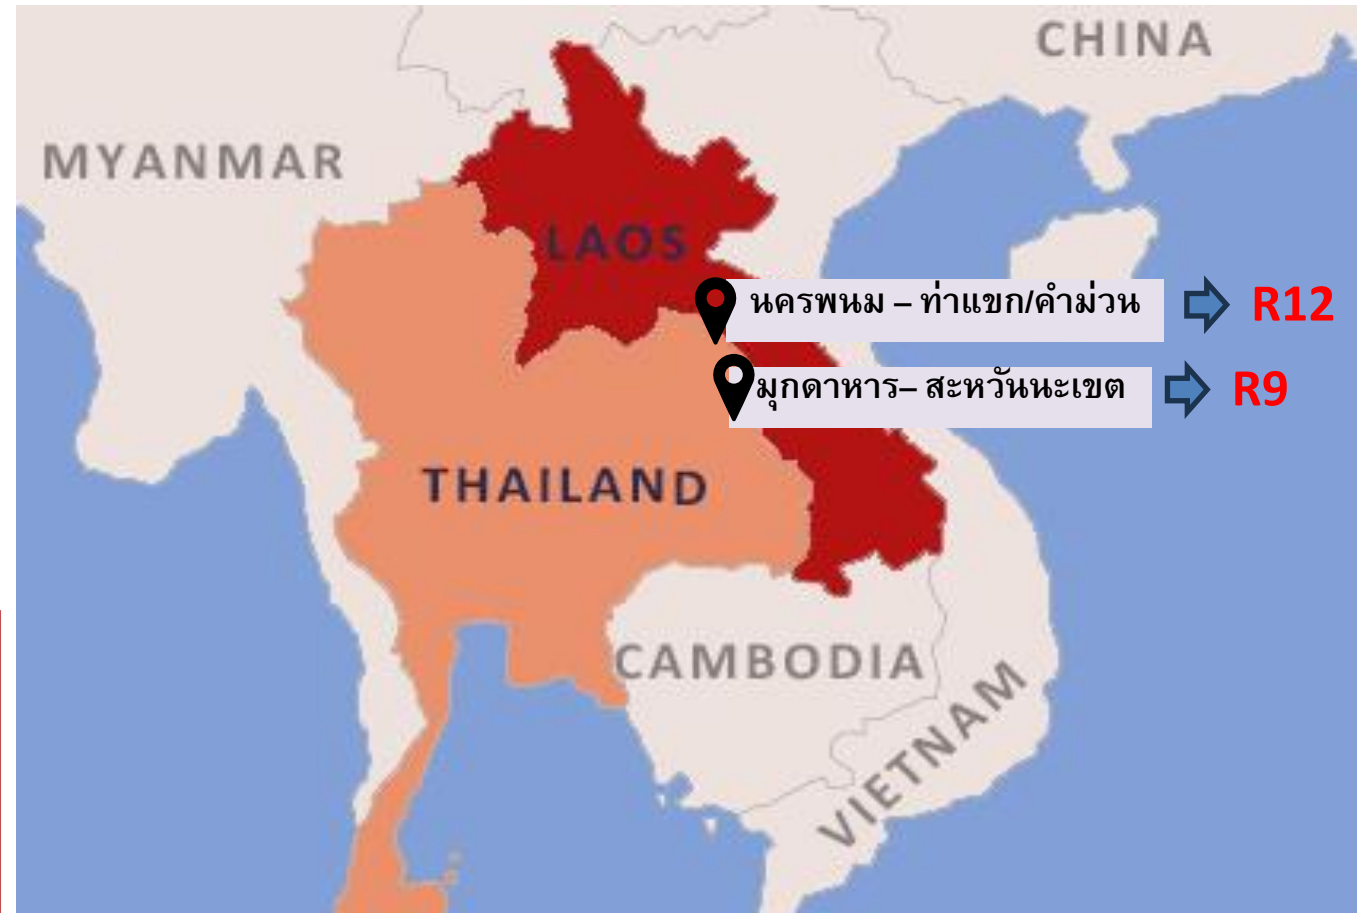 CHINA
MYANMAR
LAOS
นครพนม – ท่าแขก/คำม่วน R12
มุกดาหาร– สะหวันนะเขต R9
THAILAND
CAMBODIA
VIETNAM